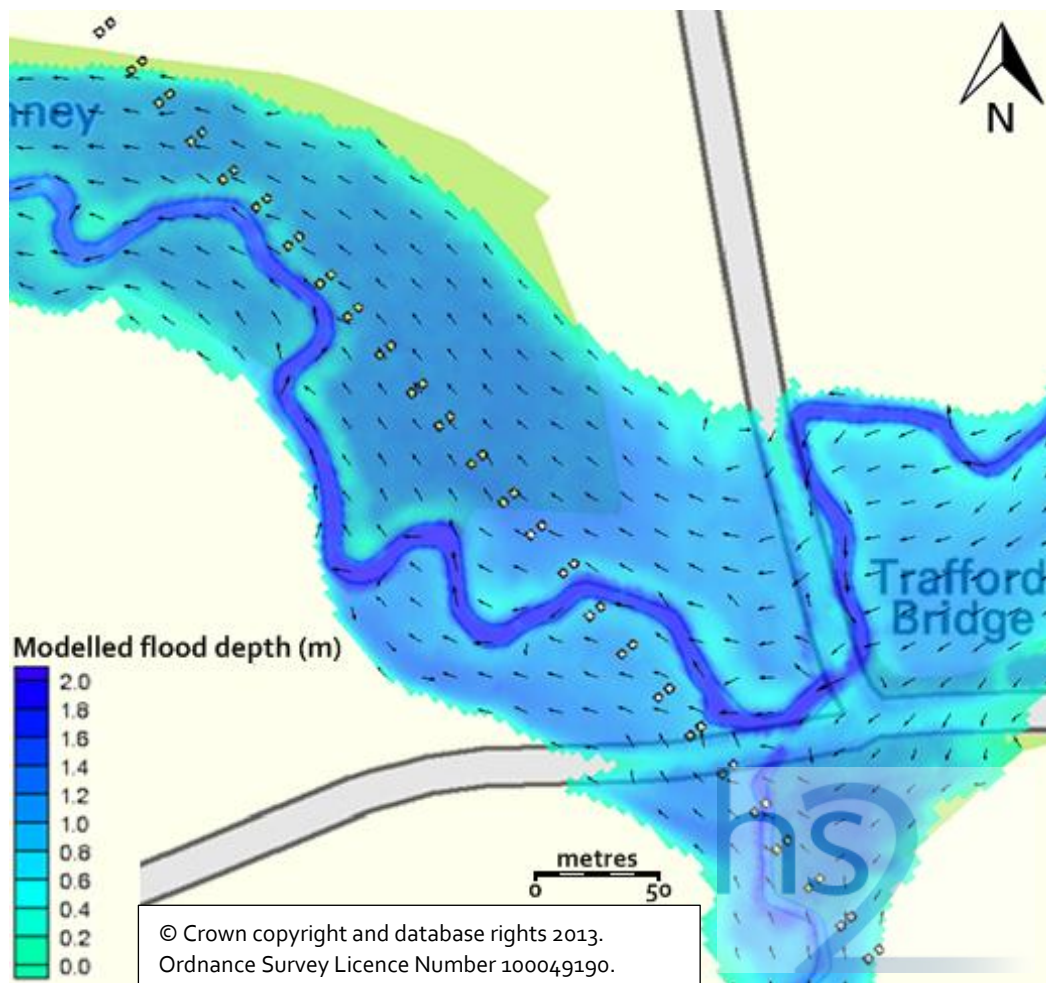 nney
N
Trafford
Bridge
Modelled flood depth (m)
2.0
1.8
1.6
1.4
1.2
1.0
0.8
0.6
0.4
0.2
0.0
metres
0 50
hs2
© Crown copyright and database rights 2013.
Ordnance Survey Licence Number 100049190.